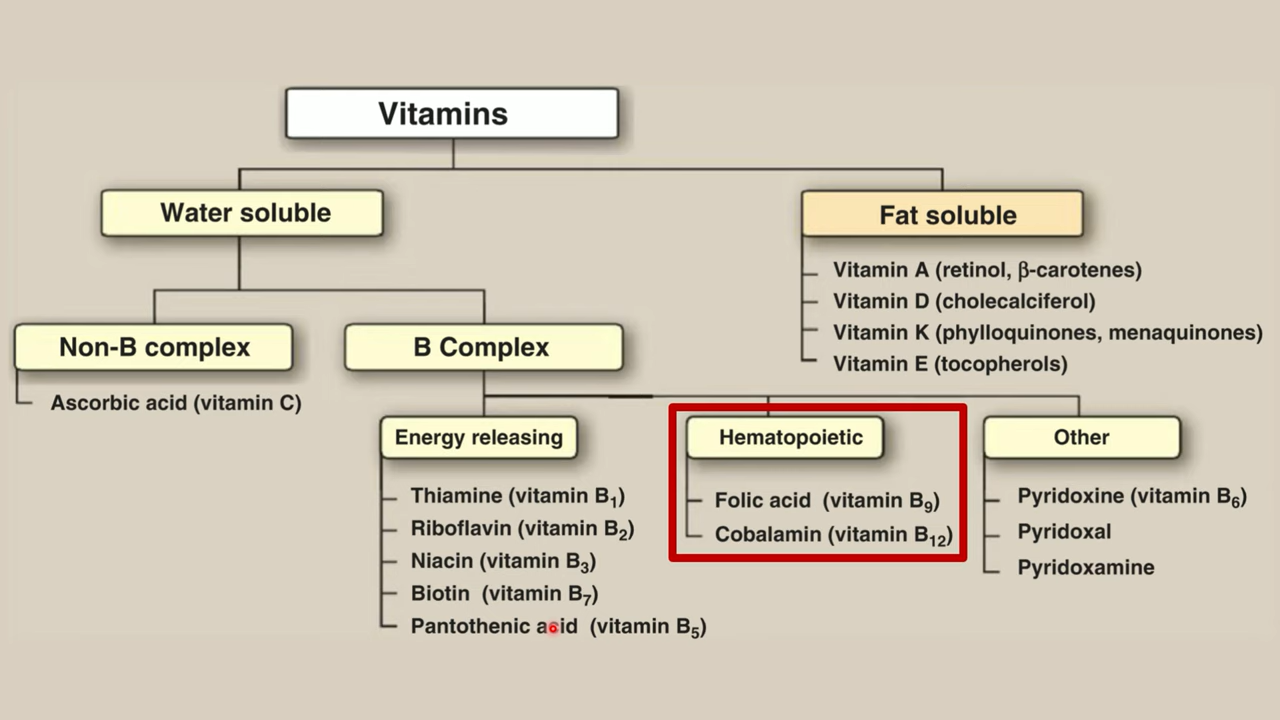 Vitamins
Water soluble
Fat soluble
Vitamin A (retinol, β-carotenes)
Vitamin D (cholecalciferol)
Vitamin K (phylloquinones, menaquinones)
Vitamin E (tocopherols)
Non-B complex
Ascorbic acid (vitamin C)
B Complex
Energy releasing
Thiamine (vitamin B₁)
Riboflavin (vitamin B₂)
Niacin (vitamin B₃)
Biotin (vitamin B₇)
Pantothenic acid (vitamin B₅)
Hematopoietic
Folic acid (vitamin B₉)
Cobalamin (vitamin B₁₂)
Other
Pyridoxine (vitamin B₆)
Pyridoxal
Pyridoxamine